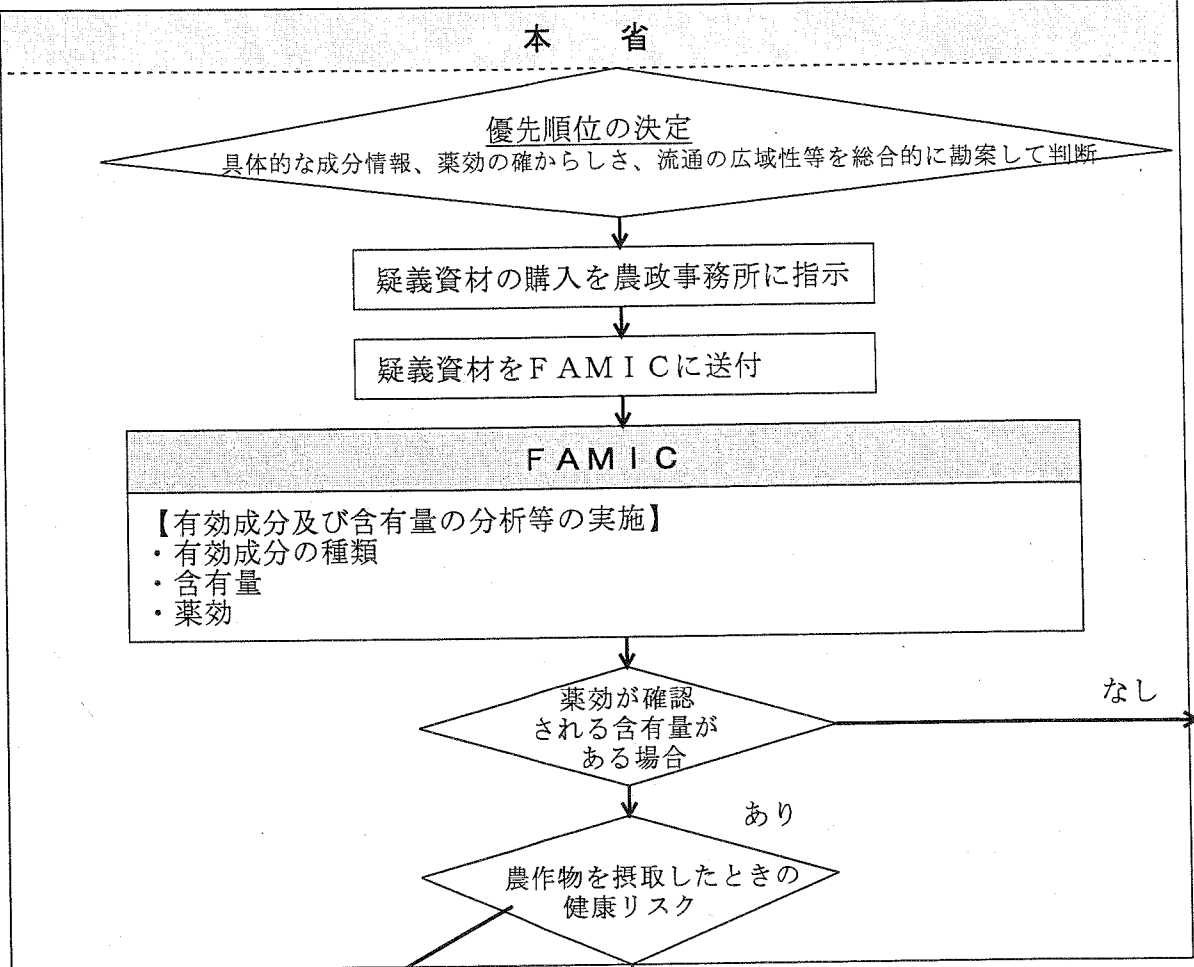 本　省
優先順位の決定
具体的な成分情報、薬効の確からしさ、流通の広域性等を総合的に勘案して判断
疑義資材の購入を農政事務所に指示
疑義資材をＦＡＭＩＣに送付
ＦＡＭＩＣ
【有効成分及び含有量の分析等の実施】
・有効成分の種類
・含有量
・薬効
薬効が確認
される含有量が
ある場合
なし
あり
農作物を摂取したときの
健康リスク